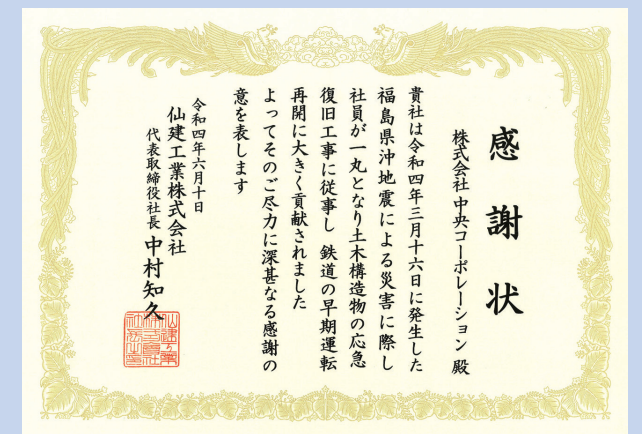 感謝状
株式会社 中央コーポレーション 殿
貴社は令和四年三月十六日に発生した
福島県沖地震による災害に際し
社員が一丸となり土木構造物の応急
復旧工事に従事し 鉄道の早期運転
再開に大きく貢献されました
よってそのご尽力に深甚なる感謝の
意を表します
令和四年六月十日
仙建工業株式会社
代表取締役社長 中村知久